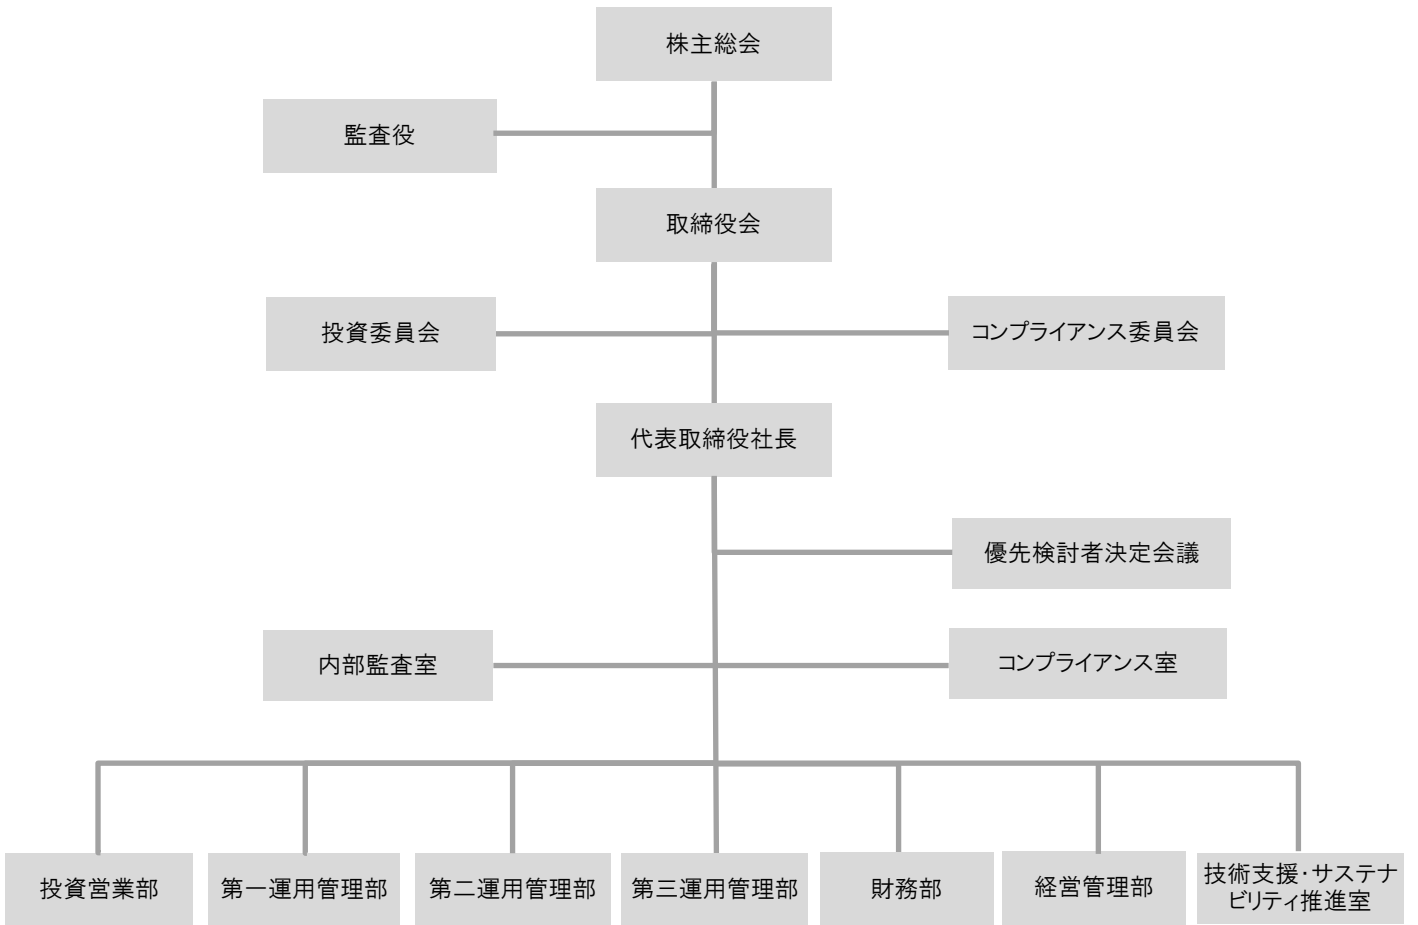 株主総会
監査役
取締役会
投資委員会
コンプライアンス委員会
代表取締役社長
優先検討者決定会議
内部監査室
コンプライアンス室
投資営業部
第一運用管理部
第二運用管理部
第三運用管理部
財務部
経営管理部
技術支援・サステナ
ビリティ推進室